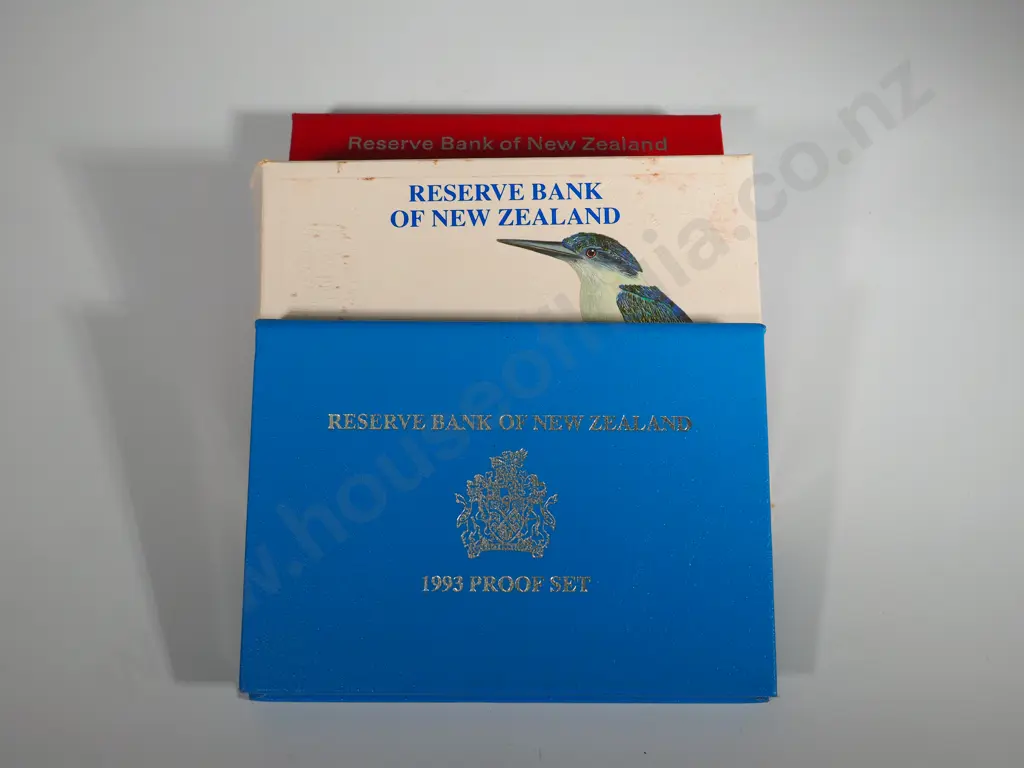 Reserve Bank of New Zealand
RESERVE BANK
OF NEW ZEALAND
RESERVE BANK OF NEW ZEALAND
1993 PROOF SET
www.houseofnija.co.nz